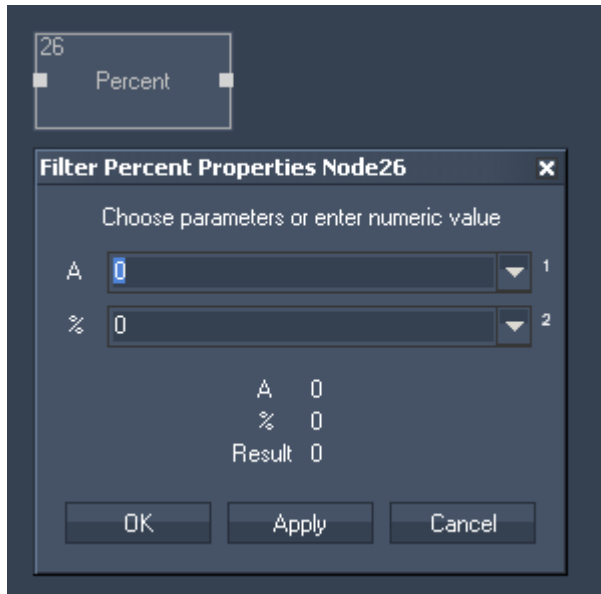 26
Percent
Filter Percent Properties Node26 x
Choose parameters or enter numeric value
A 0 1
% 0 2
A 0
% 0
Result 0
OK Apply Cancel